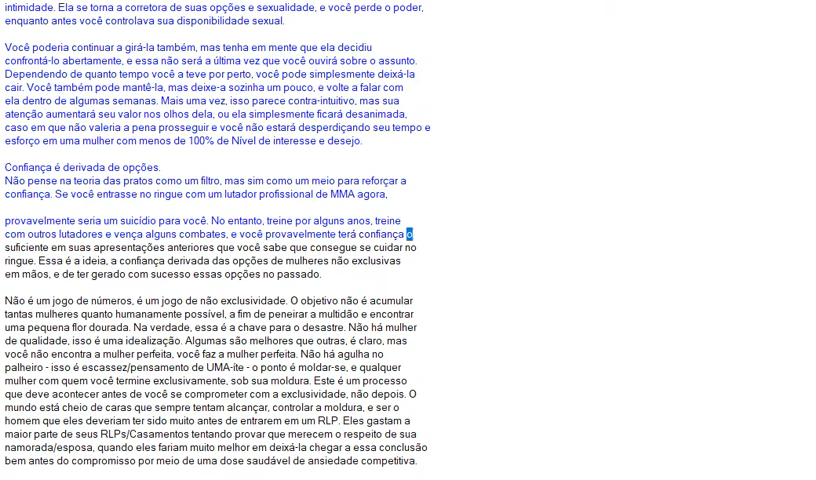 intimidade. Ela se torna a corretora de suas opções e sexualidade, e você perde o poder,
enquanto antes você controlava sua disponibilidade sexual.
Você poderia continuar a girá-la também, mas tenha em mente que ela decidiu
confrontá-lo abertamente, e essa não será a última vez que você ouvirá sobre o assunto.
Dependendo de quanto tempo você a teve por perto, você pode simplesmente deixá-la
cair. Você também pode mantê-la, mas deixe-a sozinha um pouco, e volte a falar com
ela dentro de algumas semanas. Mais uma vez, isso parece contra-intuitivo, mas sua
atenção aumentará seu valor nos olhos dela, ou ela simplesmente ficará desanimada,
caso em que não valeria a pena prosseguir e você não estará desperdiçando seu tempo e
esforço em uma mulher com menos de 100% de Nível de interesse e desejo.
Confiança é derivada de opções.
Não pense na teoria das pratos como um filtro, mas sim como um meio para reforçar a
confiança. Se você entrasse no ringue com um lutador profissional de MMA agora,
provavelmente seria um suicídio para você. No entanto, treine por alguns anos, treine
com outros lutadores e vença alguns combates, e você provavelmente terá confiança o
suficiente em suas apresentações anteriores que você sabe que consegue se cuidar no
ringue. Essa é a ideia, a confiança derivada das opções de mulheres não exclusivas
em mãos, e de ter gerado com sucesso essas opções no passado.
Não é um jogo de números, é um jogo de não exclusividade. O objetivo não é acumular
tantas mulheres quanto humanamente possível, a fim de peneirar a multidão e encontrar
uma pequena flor dourada. Na verdade, essa é a chave para o desastre. Não há mulher
de qualidade, isso é uma idealização. Algumas são melhores que outras, é claro, mas
você não encontra a mulher perfeita, você faz a mulher perfeita. Não há agulha no
palheiro - isso é escassez/pensamento de UMA-íte - o ponto é moldar-se, e qualquer
mulher com quem você termine exclusivamente, sob sua moldura. Este é um processo
que deve acontecer antes de você se comprometer com a exclusividade, não depois. O
mundo está cheio de caras que sempre tentam alcançar, controlar a moldura, e ser o
homem que eles deveriam ter sido muito antes de entrarem em um RLP. Eles gastam a
maior parte de seus RLPs/Casamentos tentando provar que merecem o respeito de sua
namorada/esposa, quando eles fariam muito melhor em deixá-la chegar a essa conclusão
bem antes do compromisso por meio de uma dose saudável de ansiedade competitiva.